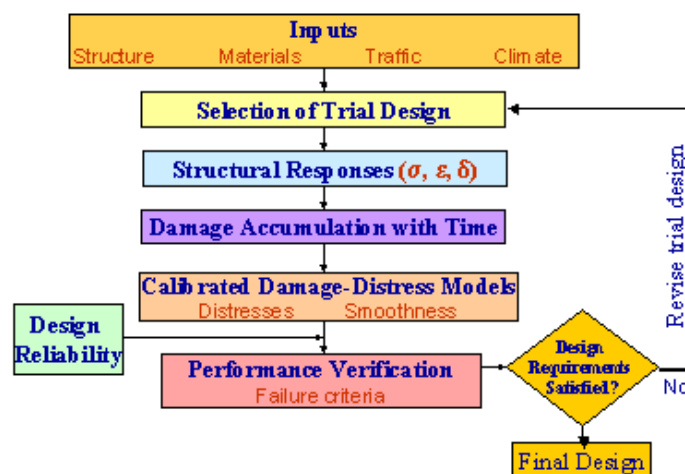 Inputs
Structure Materials Traffic Climate
Selection of Trial Design
Structural Responses (σ, ε, δ)
Damage Accumulation with Time
Calibrated Damage-Distress Models
Distresses Smoothness
Design
Reliability
Performance Verification
Failure criteria
Design
Requirements
Satisfied?
Revise trial design
No
Final Design